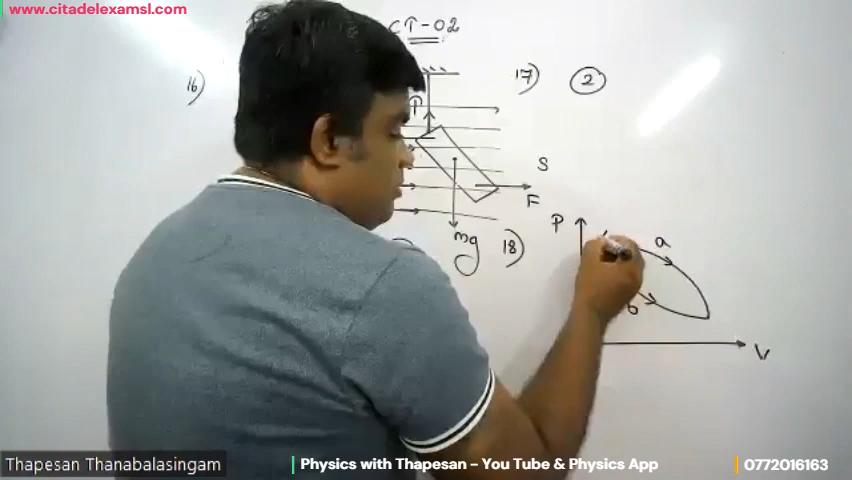 www.citadelexamsl.com
CT-02
16)
17) 2
T
S
F
mg
18)
P
a
b
V
Thapesan Thanabalasingam
Physics with Thapesan – You Tube & Physics App
0772016163